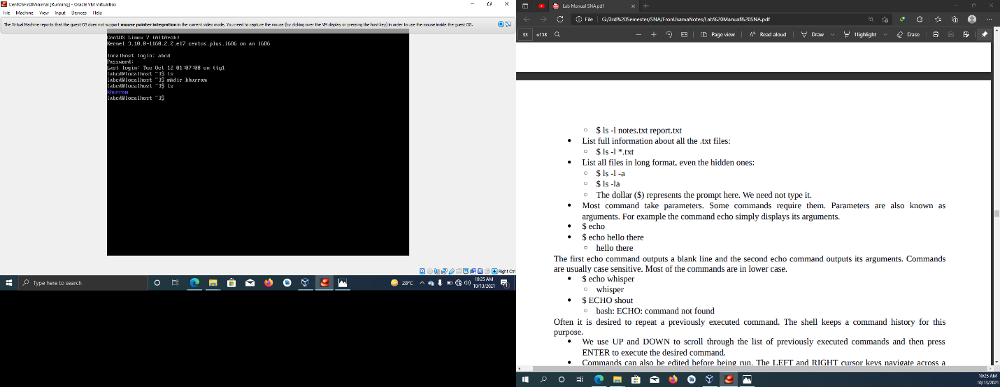 CentOSFirstMinimal [Running] - Oracle VM VirtualBox
File Machine View Input Devices Help
The Virtual Machine reports that the guest OS does not support mouse pointer integration in the current video mode. You need to capture the mouse (by clicking over the VM display or pressing the host key) in order to use the mouse inside the guest OS.
CentOS Linux 7 (AltArch)
Kernel 3.10.0-1160.2.2.el7.centos.plus.i686 on an i686
localhost login: abcd
Password:
Last login: Tue Oct 12 01:07:08 on tty1
[abcd@localhost ~]$ ls
[abcd@localhost ~]$ mkdir khurram
[abcd@localhost ~]$ ls
khurram
[abcd@localhost ~]$
Right Ctrl
Type here to search
28°C
10:25 AM
10/13/2021
1
Lab Manual SNA.pdf
File
G:/3rd%20Semester/SNA/FronUsamaNotes/Lab%20Manual%20SNA.pdf
33 of 58
Page view
Read aloud
Draw
Highlight
Erase
$ ls -l notes.txt report.txt
List full information about all the .txt files:
$ ls -l *.txt
List all files in long format, even the hidden ones:
$ ls -l -a
$ ls -la
The dollar ($) represents the prompt here. We need not type it.
Most command take parameters. Some commands require them. Parameters are also known as
arguments. For example the command echo simply displays its arguments.
$ echo
$ echo hello there
hello there
The first echo command outputs a blank line and the second echo command outputs its arguments. Commands
are usually case sensitive. Most of the commands are in lower case.
$ echo whisper
whisper
$ ECHO shout
bash: ECHO: command not found
Often it is desired to repeat a previously executed command. The shell keeps a command history for this
purpose.
We use UP and DOWN to scroll through the list of previously executed commands and then press
ENTER to execute the desired command.
Commands can also be edited before being run. The LEFT and RIGHT cursor keys navigate across a
10:25 AM
10/13/2021